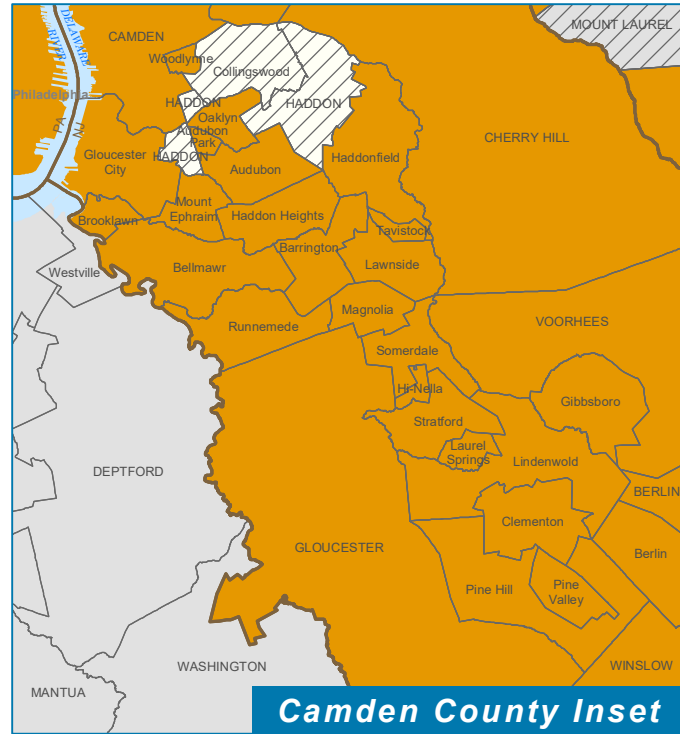 MOUNT LAUREL
DELAWARE
RIVER
CAMDEN
Woodlynne
Collingswood
Philadelphia
HADDON
HADDON
Oaklyn
PA
NJ
Audubon
Park
CHERRY HILL
Gloucester
City
HADDON
Audubon
Haddonfield
Mount
Ephraim
Brooklawn
Haddon Heights
Tavistock
Barrington
Westville
Bellmawr
Lawnside
Magnolia
Runnemede
VOORHEES
Somerdale
Hi-Nella
Gibbsboro
Stratford
Laurel
Springs
Lindenwold
DEPTFORD
BERLIN
Clementon
GLOUCESTER
Berlin
Pine Hill
Pine
Valley
WASHINGTON
WINSLOW
MANTUA
Camden County Inset